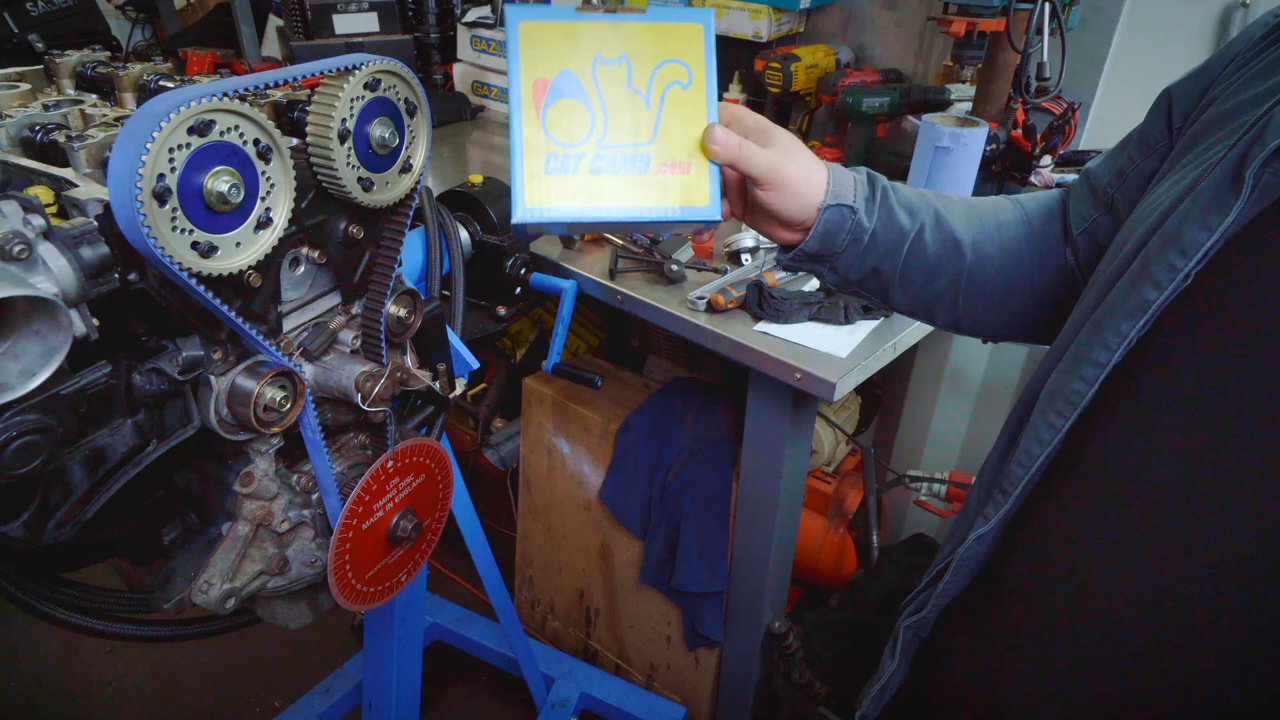 CAT CAMS .com
GAZ
GAZ
LDS
TIMING DISC
MADE IN ENGLAND